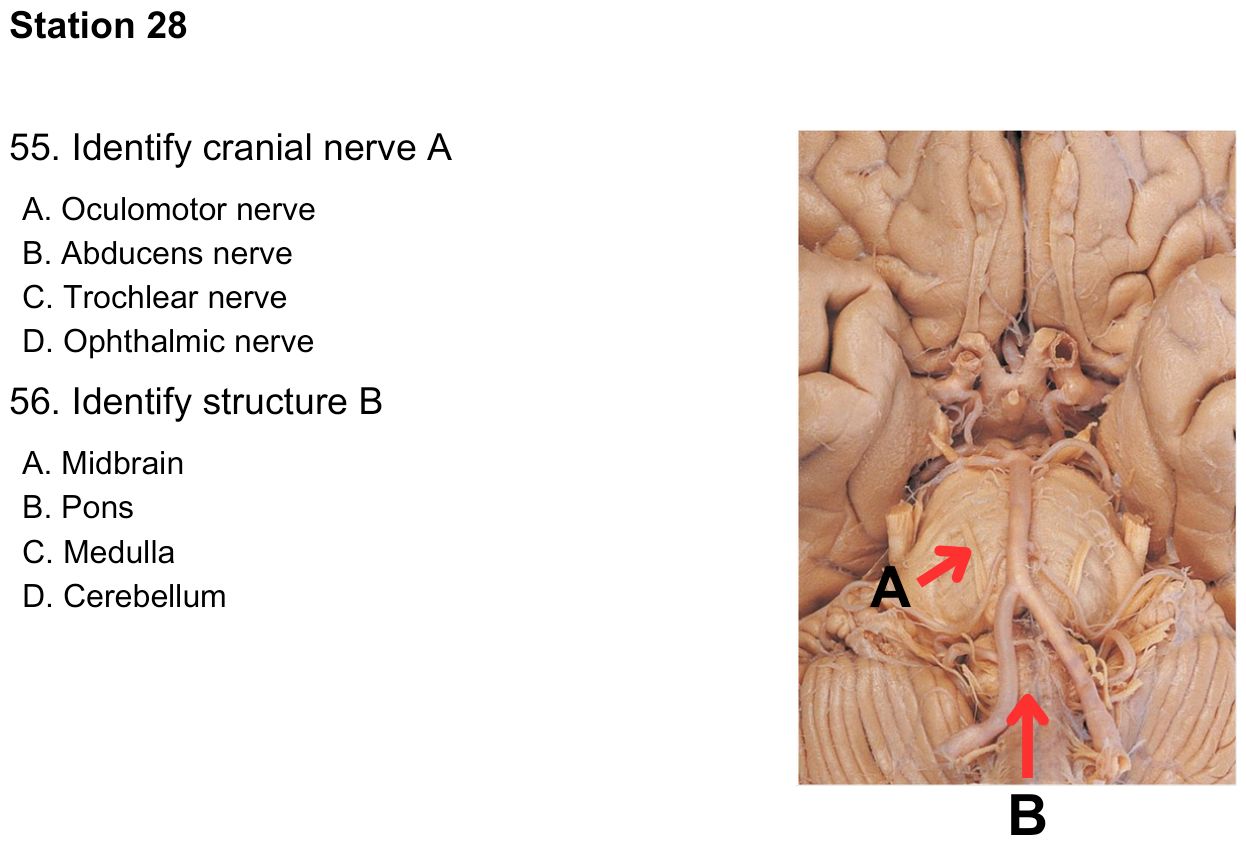 Station 28
55. Identify cranial nerve A
A. Oculomotor nerve
B. Abducens nerve
C. Trochlear nerve
D. Ophthalmic nerve
56. Identify structure B
A. Midbrain
B. Pons
C. Medulla
D. Cerebellum
A
B